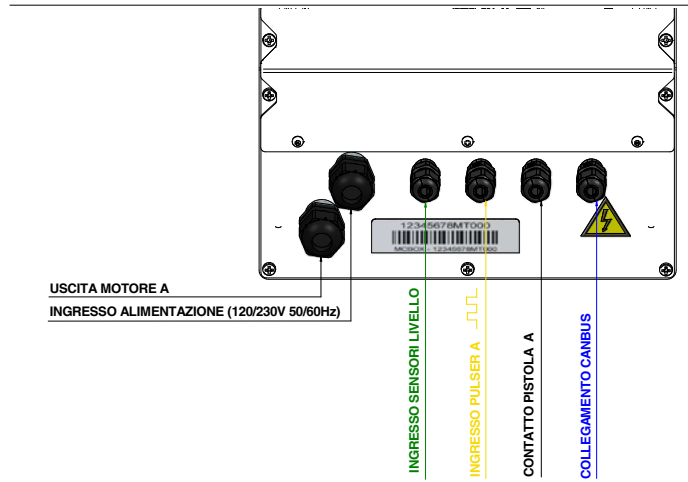 12345678MT000
MCBOX - 12345678MT000
USCITA MOTORE A
INGRESSO ALIMENTAZIONE (120/230V 50/60Hz)
INGRESSO SENSORI LIVELLO
INGRESSO PULSER A
CONTATTO PISTOLA A
COLLEGAMENTO CANBUS